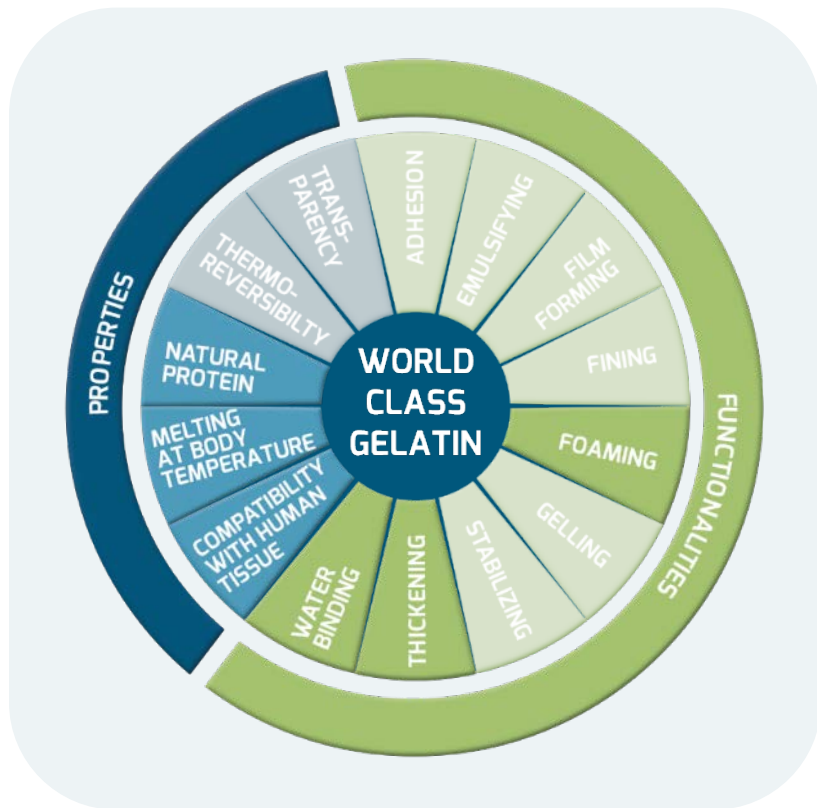 WORLD
CLASS
GELATIN
PROPERTIES
TRANS-
PARENCY
THERMO-
REVERSIBILTY
NATURAL
PROTEIN
MELTING
AT BODY
TEMPERATURE
COMPATIBILITY
WITH HUMAN
TISSUE
FUNCTIONALITIES
ADHESION
EMULSIFYING
FILM
FORMING
FINING
FOAMING
GELLING
STABILIZING
THICKENING
WATER
BINDING